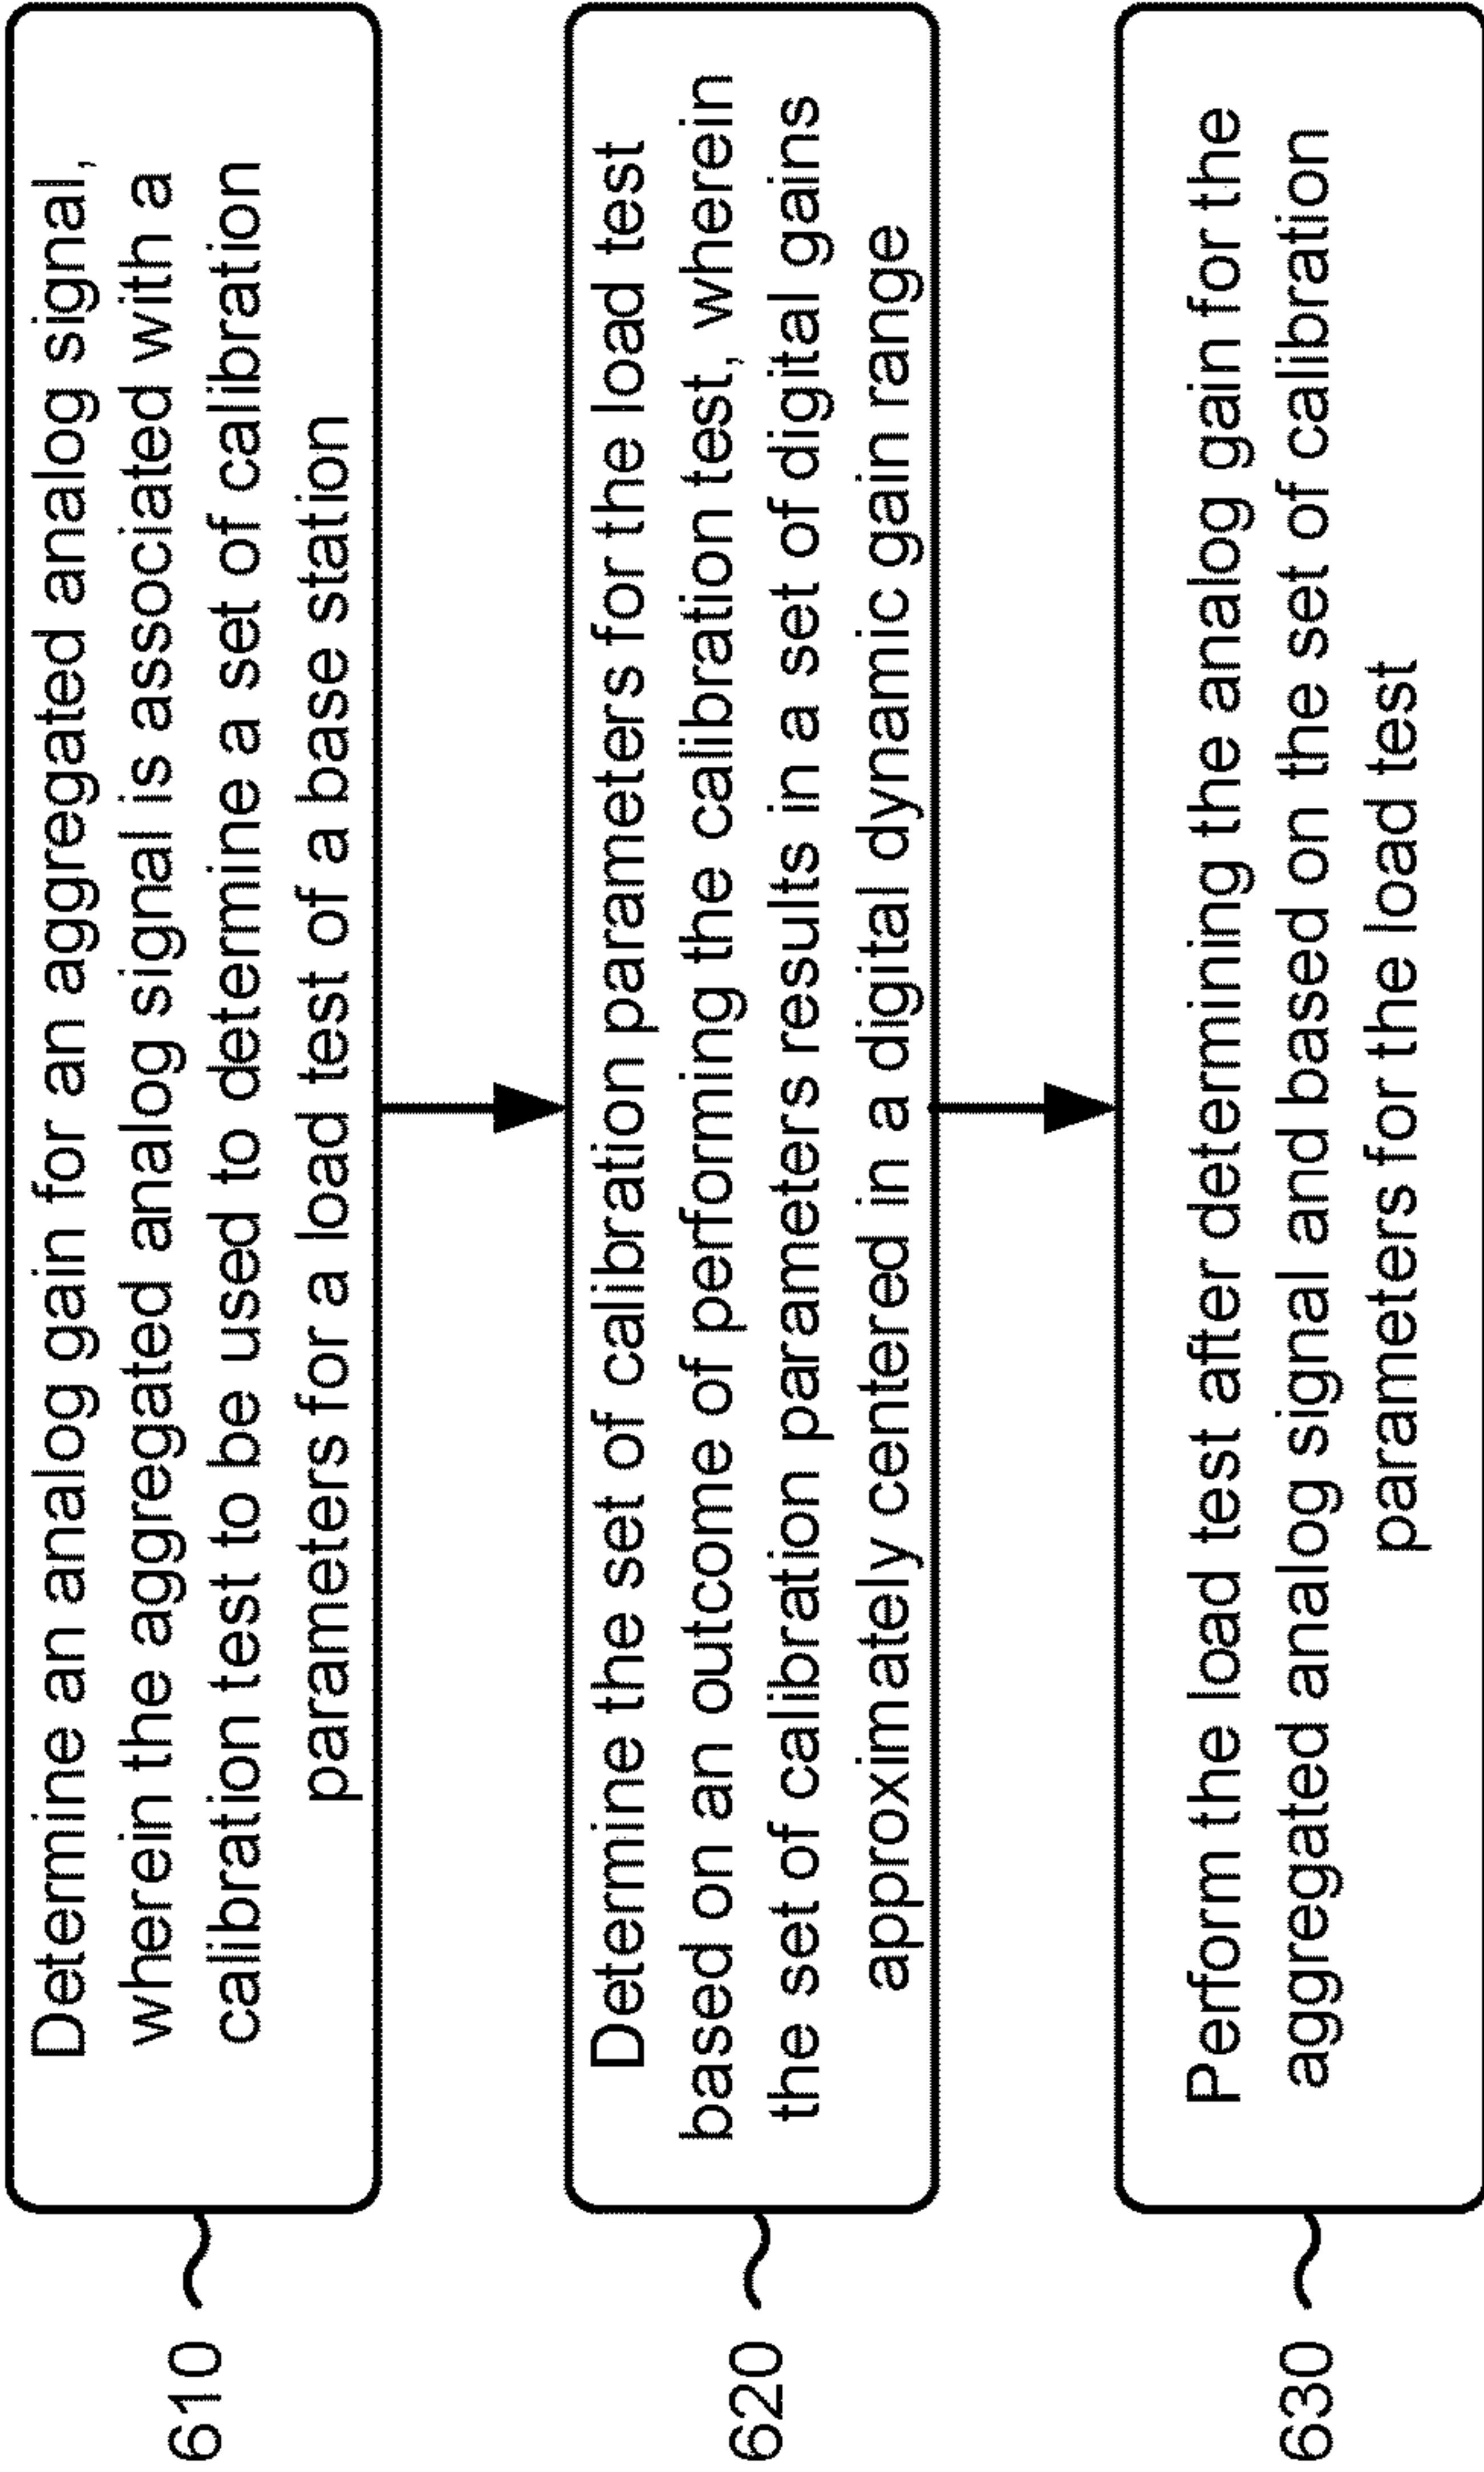 610
Determine an analog gain for an aggregated analog signal,
wherein the aggregated analog signal is associated with a
calibration test to be used to determine a set of calibration
parameters for a load test of a base station
620
Determine the set of calibration parameters for the load test
based on an outcome of performing the calibration test, wherein
the set of calibration parameters results in a set of digital gains
approximately centered in a digital dynamic gain range
630
Perform the load test after determining the analog gain for the
aggregated analog signal and based on the set of calibration
parameters for the load test